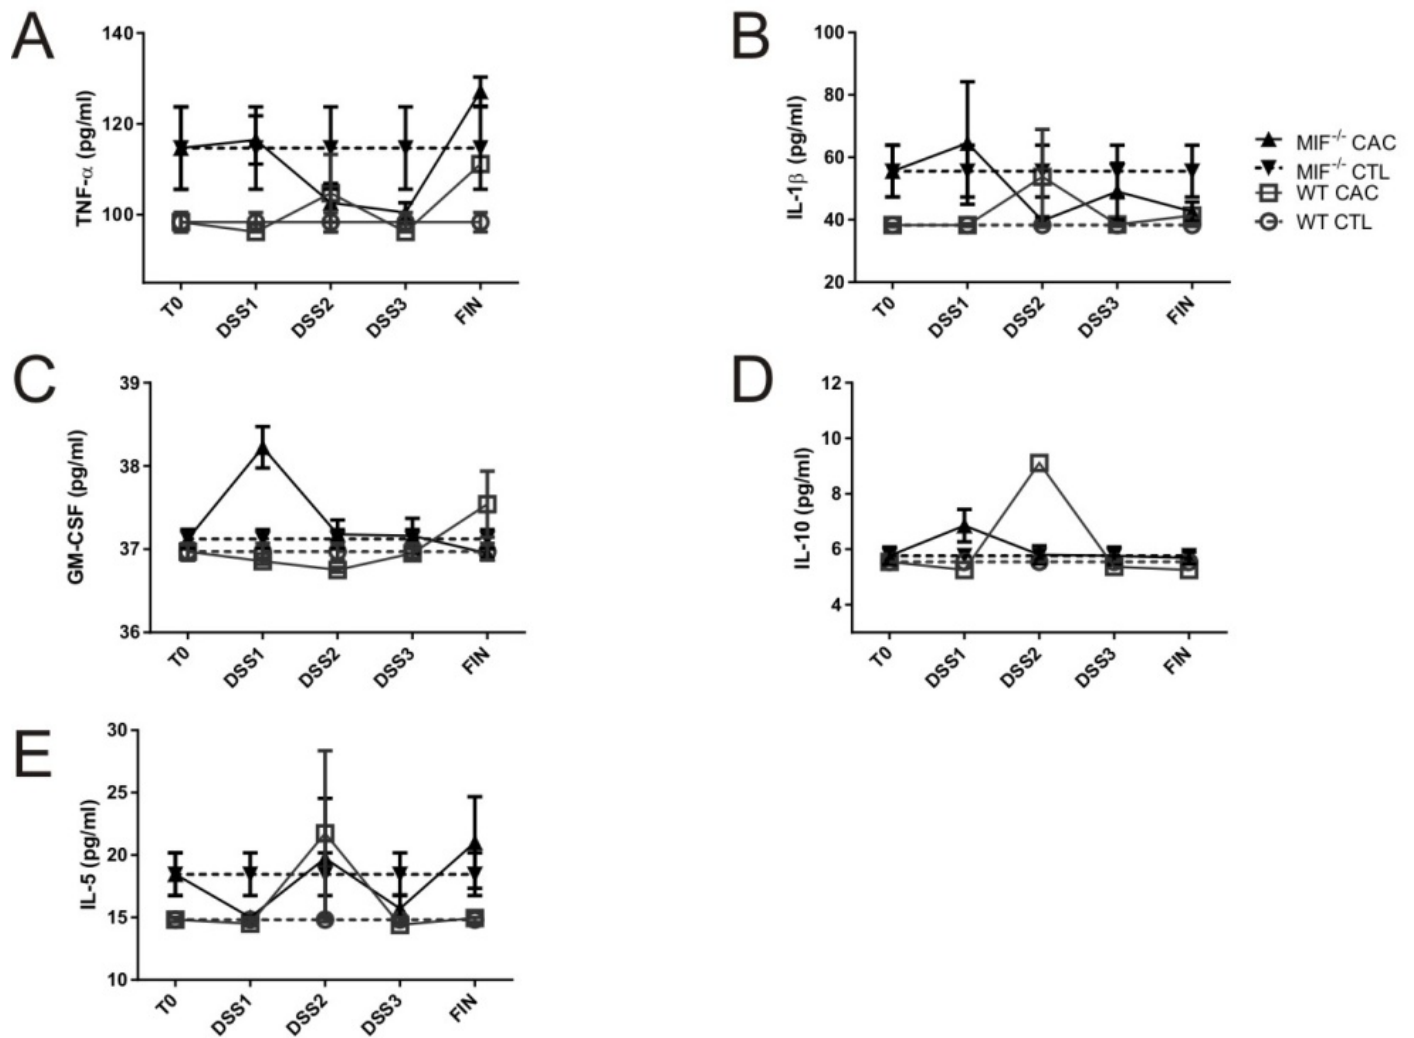 A
TNF-α (pg/ml)
140
120
100
T0 DSS1 DSS2 DSS3 FIN
B
IL-1β (pg/ml)
100
80
60
40
20
T0 DSS1 DSS2 DSS3 FIN
MIF-/- CAC
MIF-/- CTL
WT CAC
WT CTL
C
GM-CSF (pg/ml)
39
38
37
36
T0 DSS1 DSS2 DSS3 FIN
D
IL-10 (pg/ml)
12
10
8
6
4
T0 DSS1 DSS2 DSS3 FIN
E
IL-5 (pg/ml)
30
25
20
15
10
T0 DSS1 DSS2 DSS3 FIN